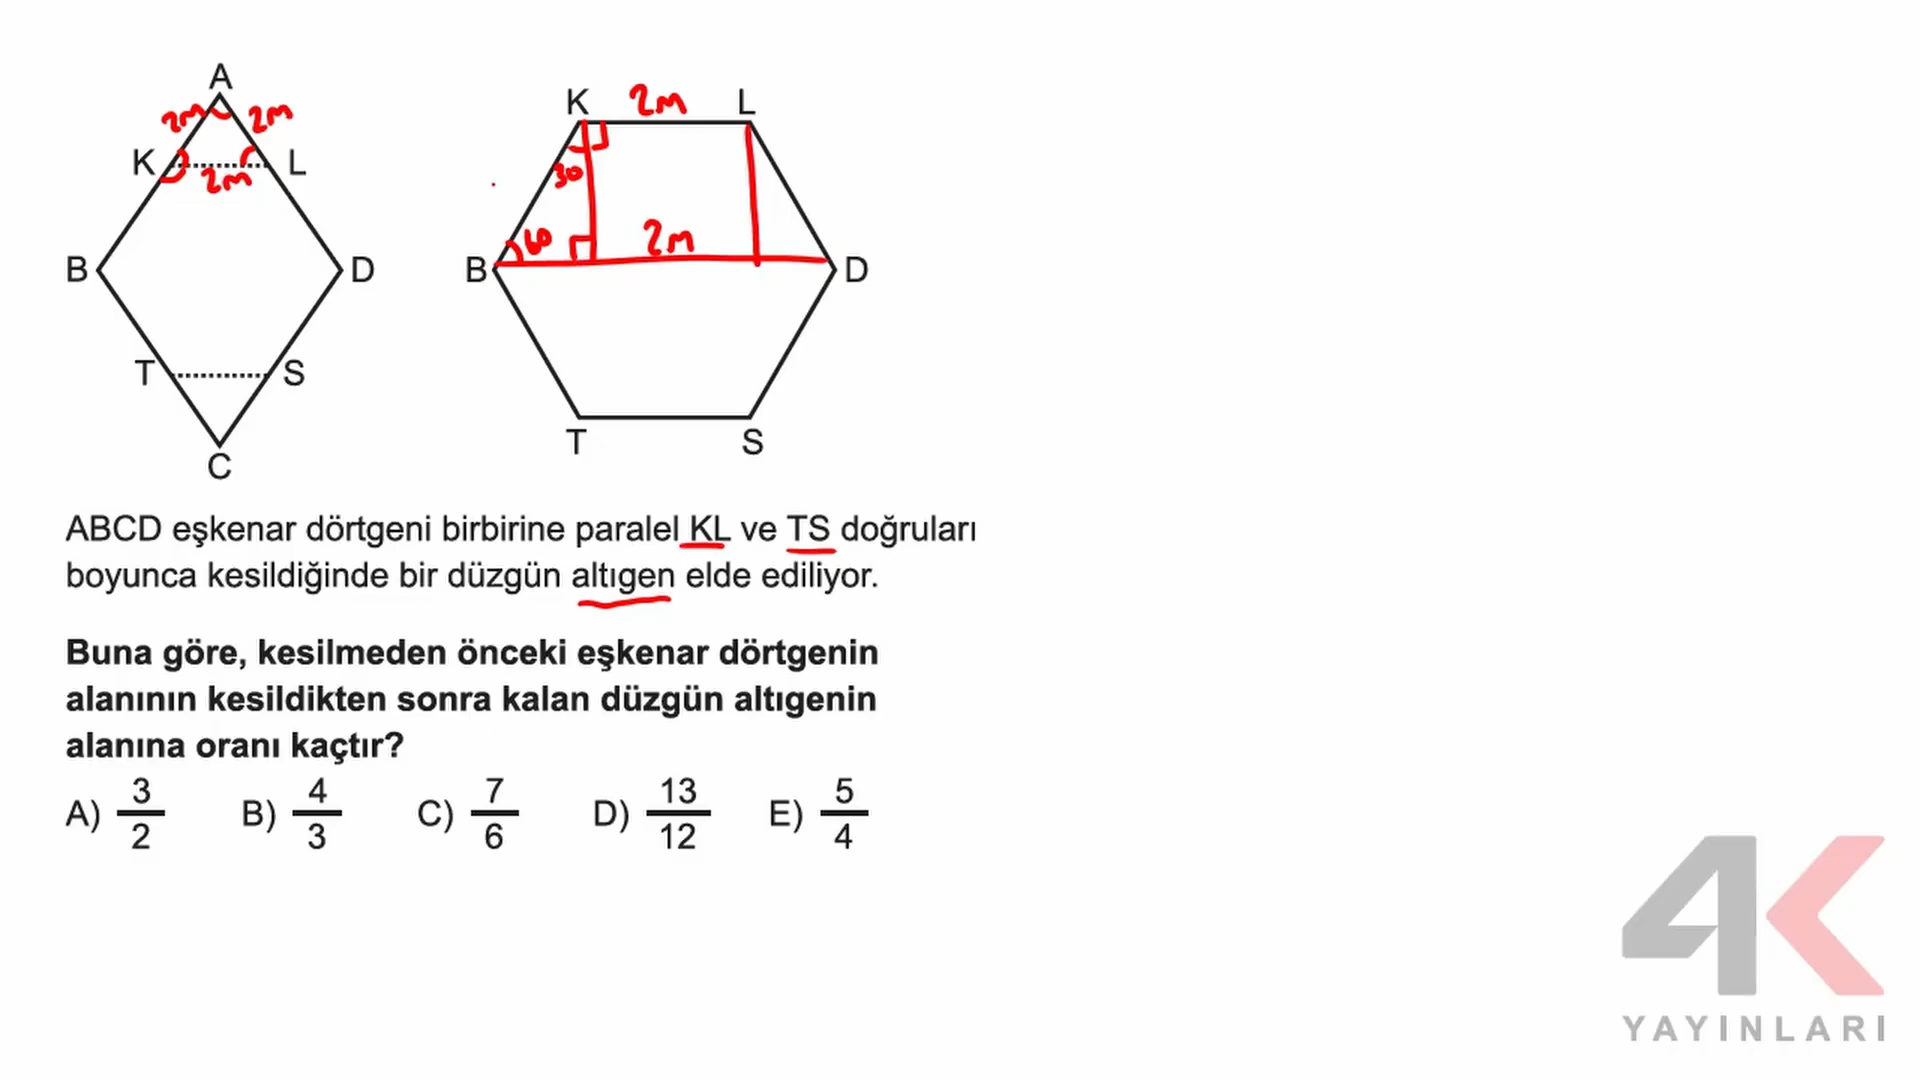 A
2m 2m
K L
2m
B D
T S
C
K 2m L
30
60 2m
B D
T S
ABCD eşkenar dörtgeni birbirine paralel KL ve TS doğruları
boyunca kesildiğinde bir düzgün altıgen elde ediliyor.
Buna göre, kesilmeden önceki eşkenar dörtgenin
alanının kesildikten sonra kalan düzgün altıgenin
alanına oranı kaçtır?
A) 3/2 B) 4/3 C) 7/6 D) 13/12 E) 5/4
4K
YAYINLARI